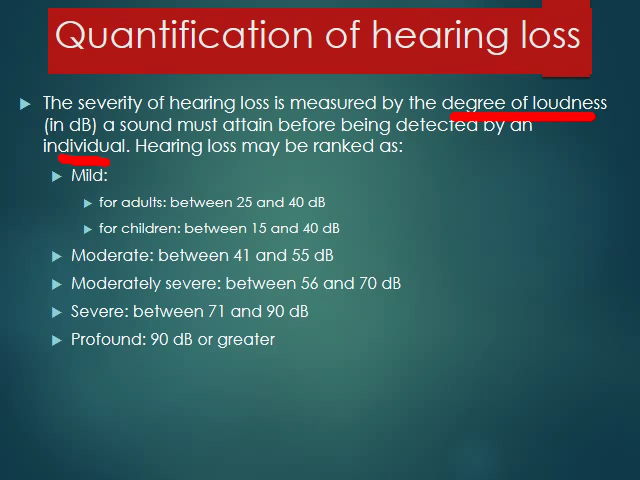 Quantification of hearing loss
The severity of hearing loss is measured by the degree of loudness
(in dB) a sound must attain before being detected by an
individual. Hearing loss may be ranked as:
Mild:
for adults: between 25 and 40 dB
for children: between 15 and 40 dB
Moderate: between 41 and 55 dB
Moderately severe: between 56 and 70 dB
Severe: between 71 and 90 dB
Profound: 90 dB or greater